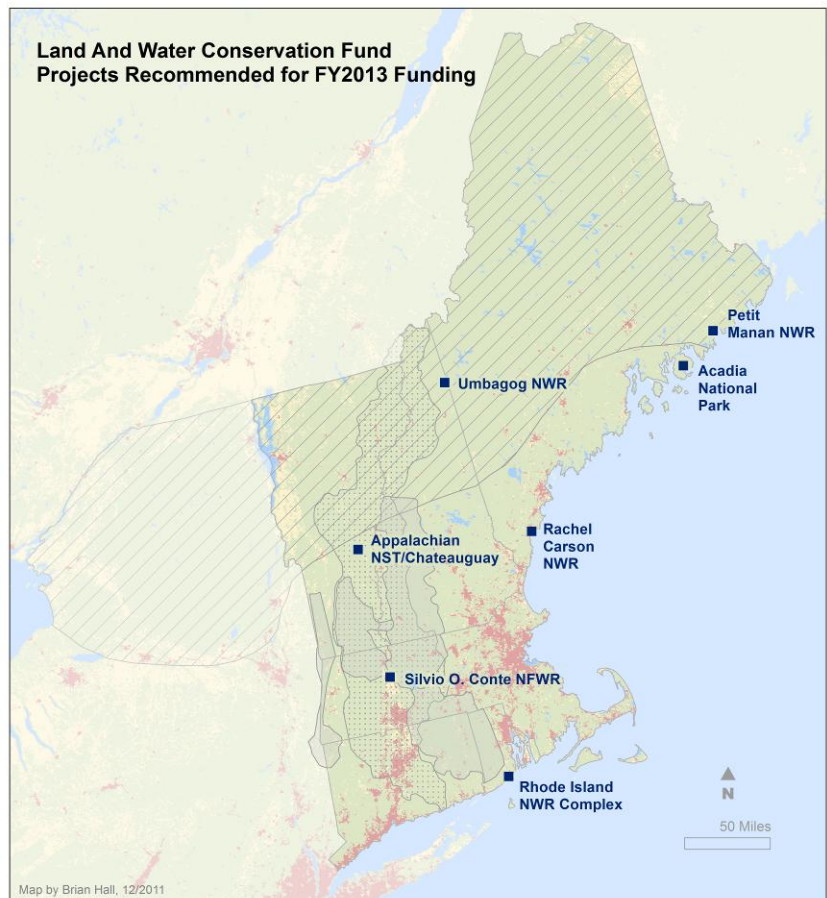 Land And Water Conservation Fund
Projects Recommended for FY2013 Funding
Petit
Manan NWR
Acadia
National
Park
Umbagog NWR
Rachel
Carson
NWR
Appalachian
NST/Chateauguay
Silvio O. Conte NFWR
Rhode Island
NWR Complex
N
50 Miles
Map by Brian Hall, 12/2011